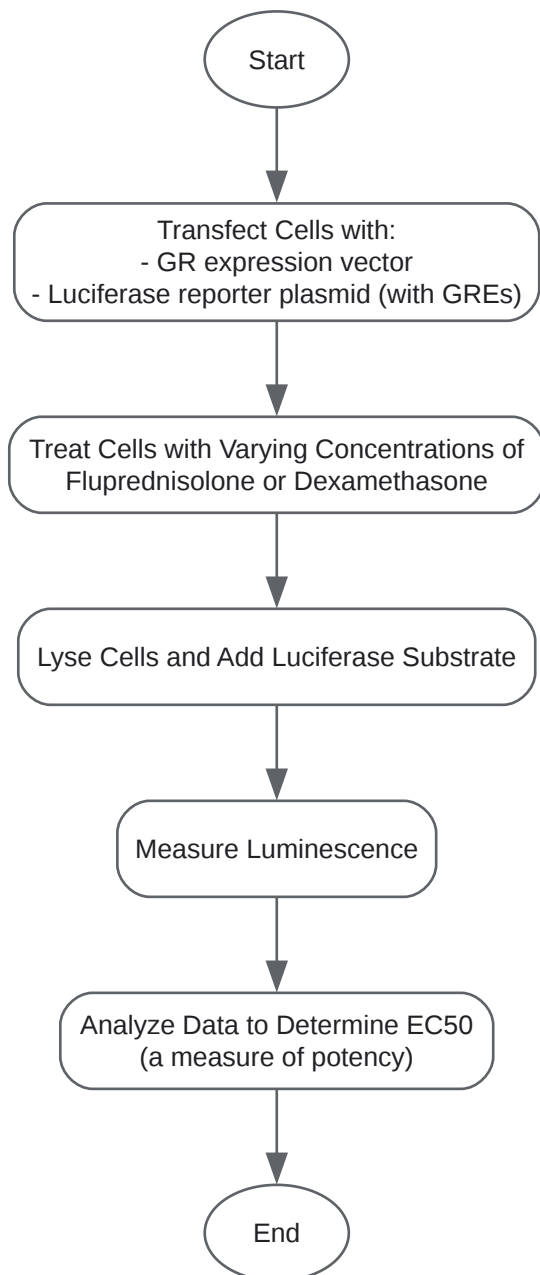 Start
Transfect Cells with:
- GR expression vector
- Luciferase reporter plasmid (with GREs)
Treat Cells with Varying Concentrations of
Fluprednisolone or Dexamethasone
Lyse Cells and Add Luciferase Substrate
Measure Luminescence
Analyze Data to Determine EC50
(a measure of potency)
End